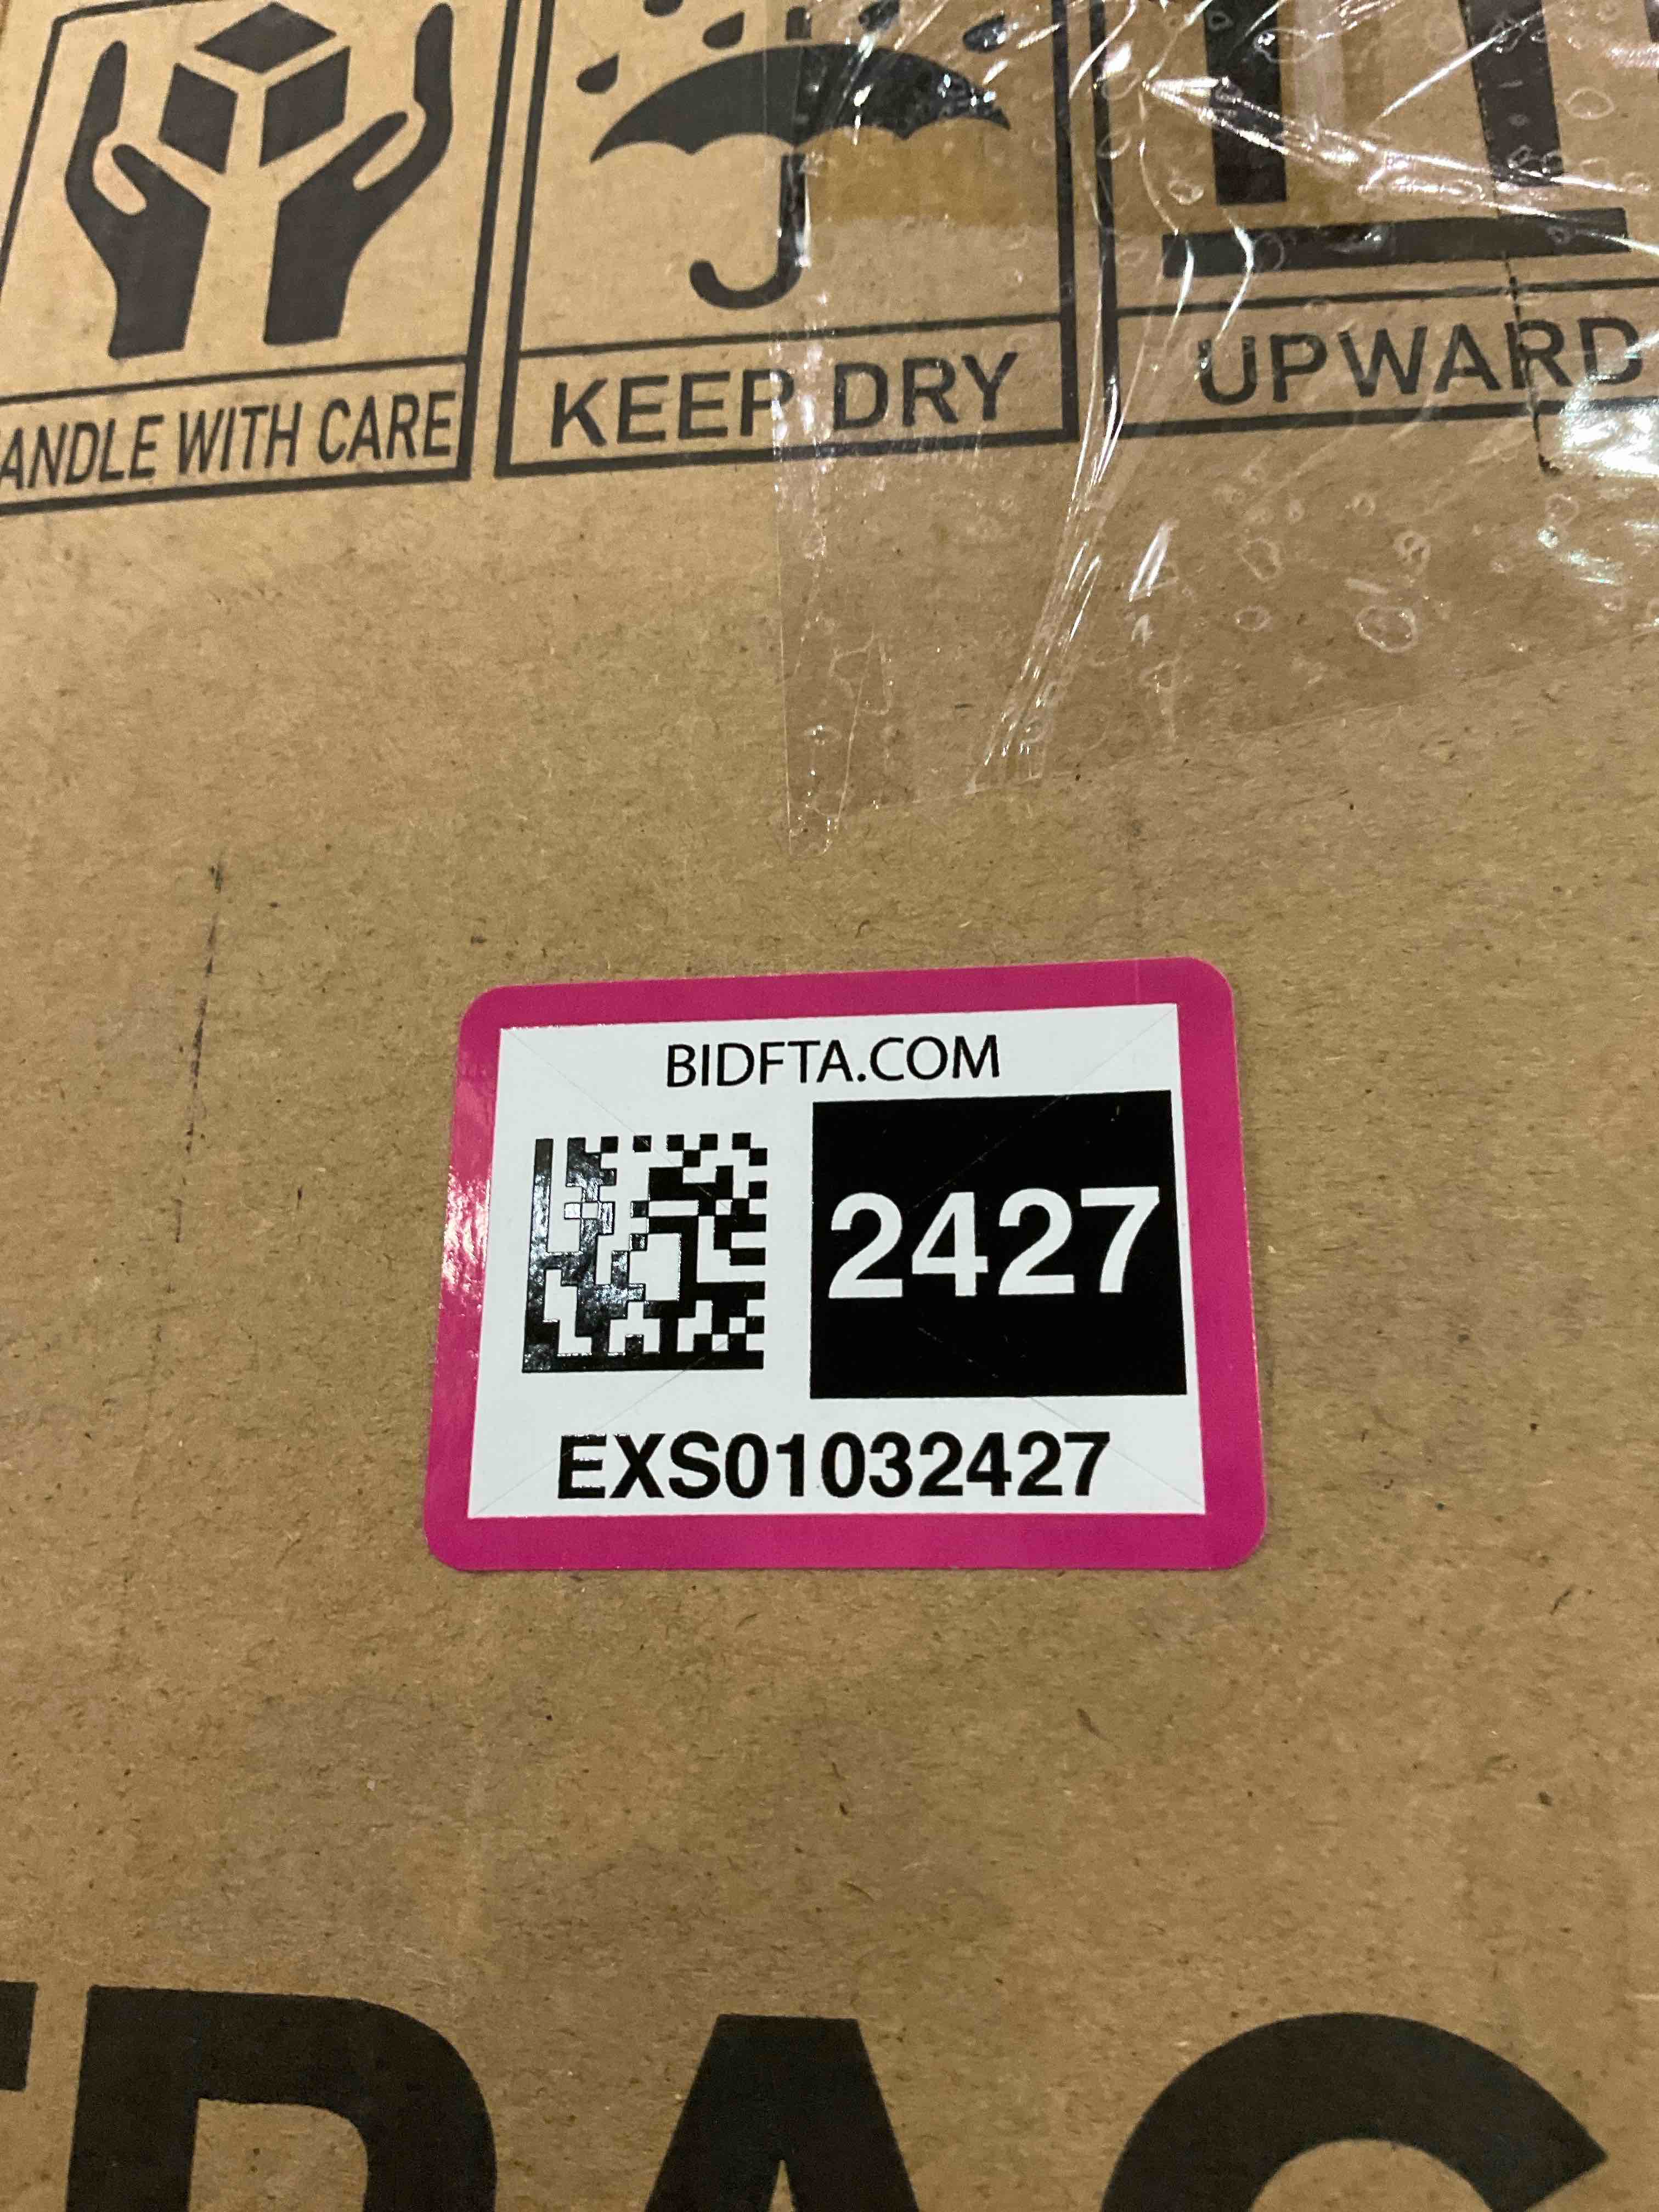 ANDLE WITH CARE
KEEP DRY
UPWARD
BIDFTA.COM
2427
EXS01032427